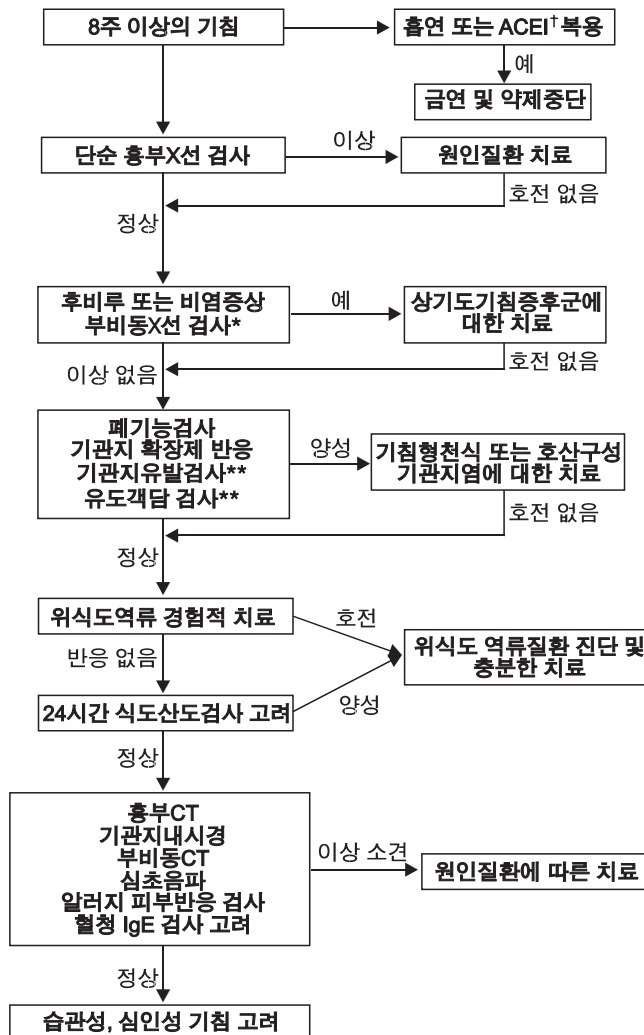 8주 이상의 기침
흡연 또는 ACEI† 복용
예
금연 및 약제중단
단순 흉부X선 검사
이상
원인질환 치료
호전 없음
정상
후비루 또는 비염증상
부비동X선 검사*
예
상기도기침증후군에
대한 치료
호전 없음
이상 없음
폐기능검사
기관지 확장제 반응
기관지유발검사**
유도객담 검사**
양성
기침형천식 또는 호산구성
기관지염에 대한 치료
호전 없음
정상
위식도역류 경험적 치료
호전
위식도 역류질환 진단 및
충분한 치료
반응 없음
24시간 식도산도검사 고려
양성
정상
흉부CT
기관지내시경
부비동CT
심초음파
알러지 피부반응 검사
혈청 IgE 검사 고려
이상 소견
원인질환에 따른 치료
정상
습관성, 심인성 기침 고려